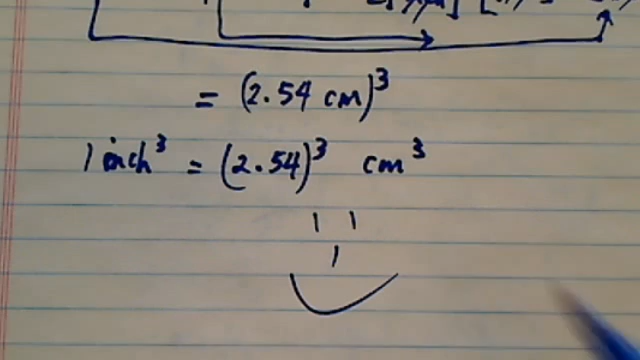 = (2.54 cm)³
1 inch³ = (2.54)³ cm³